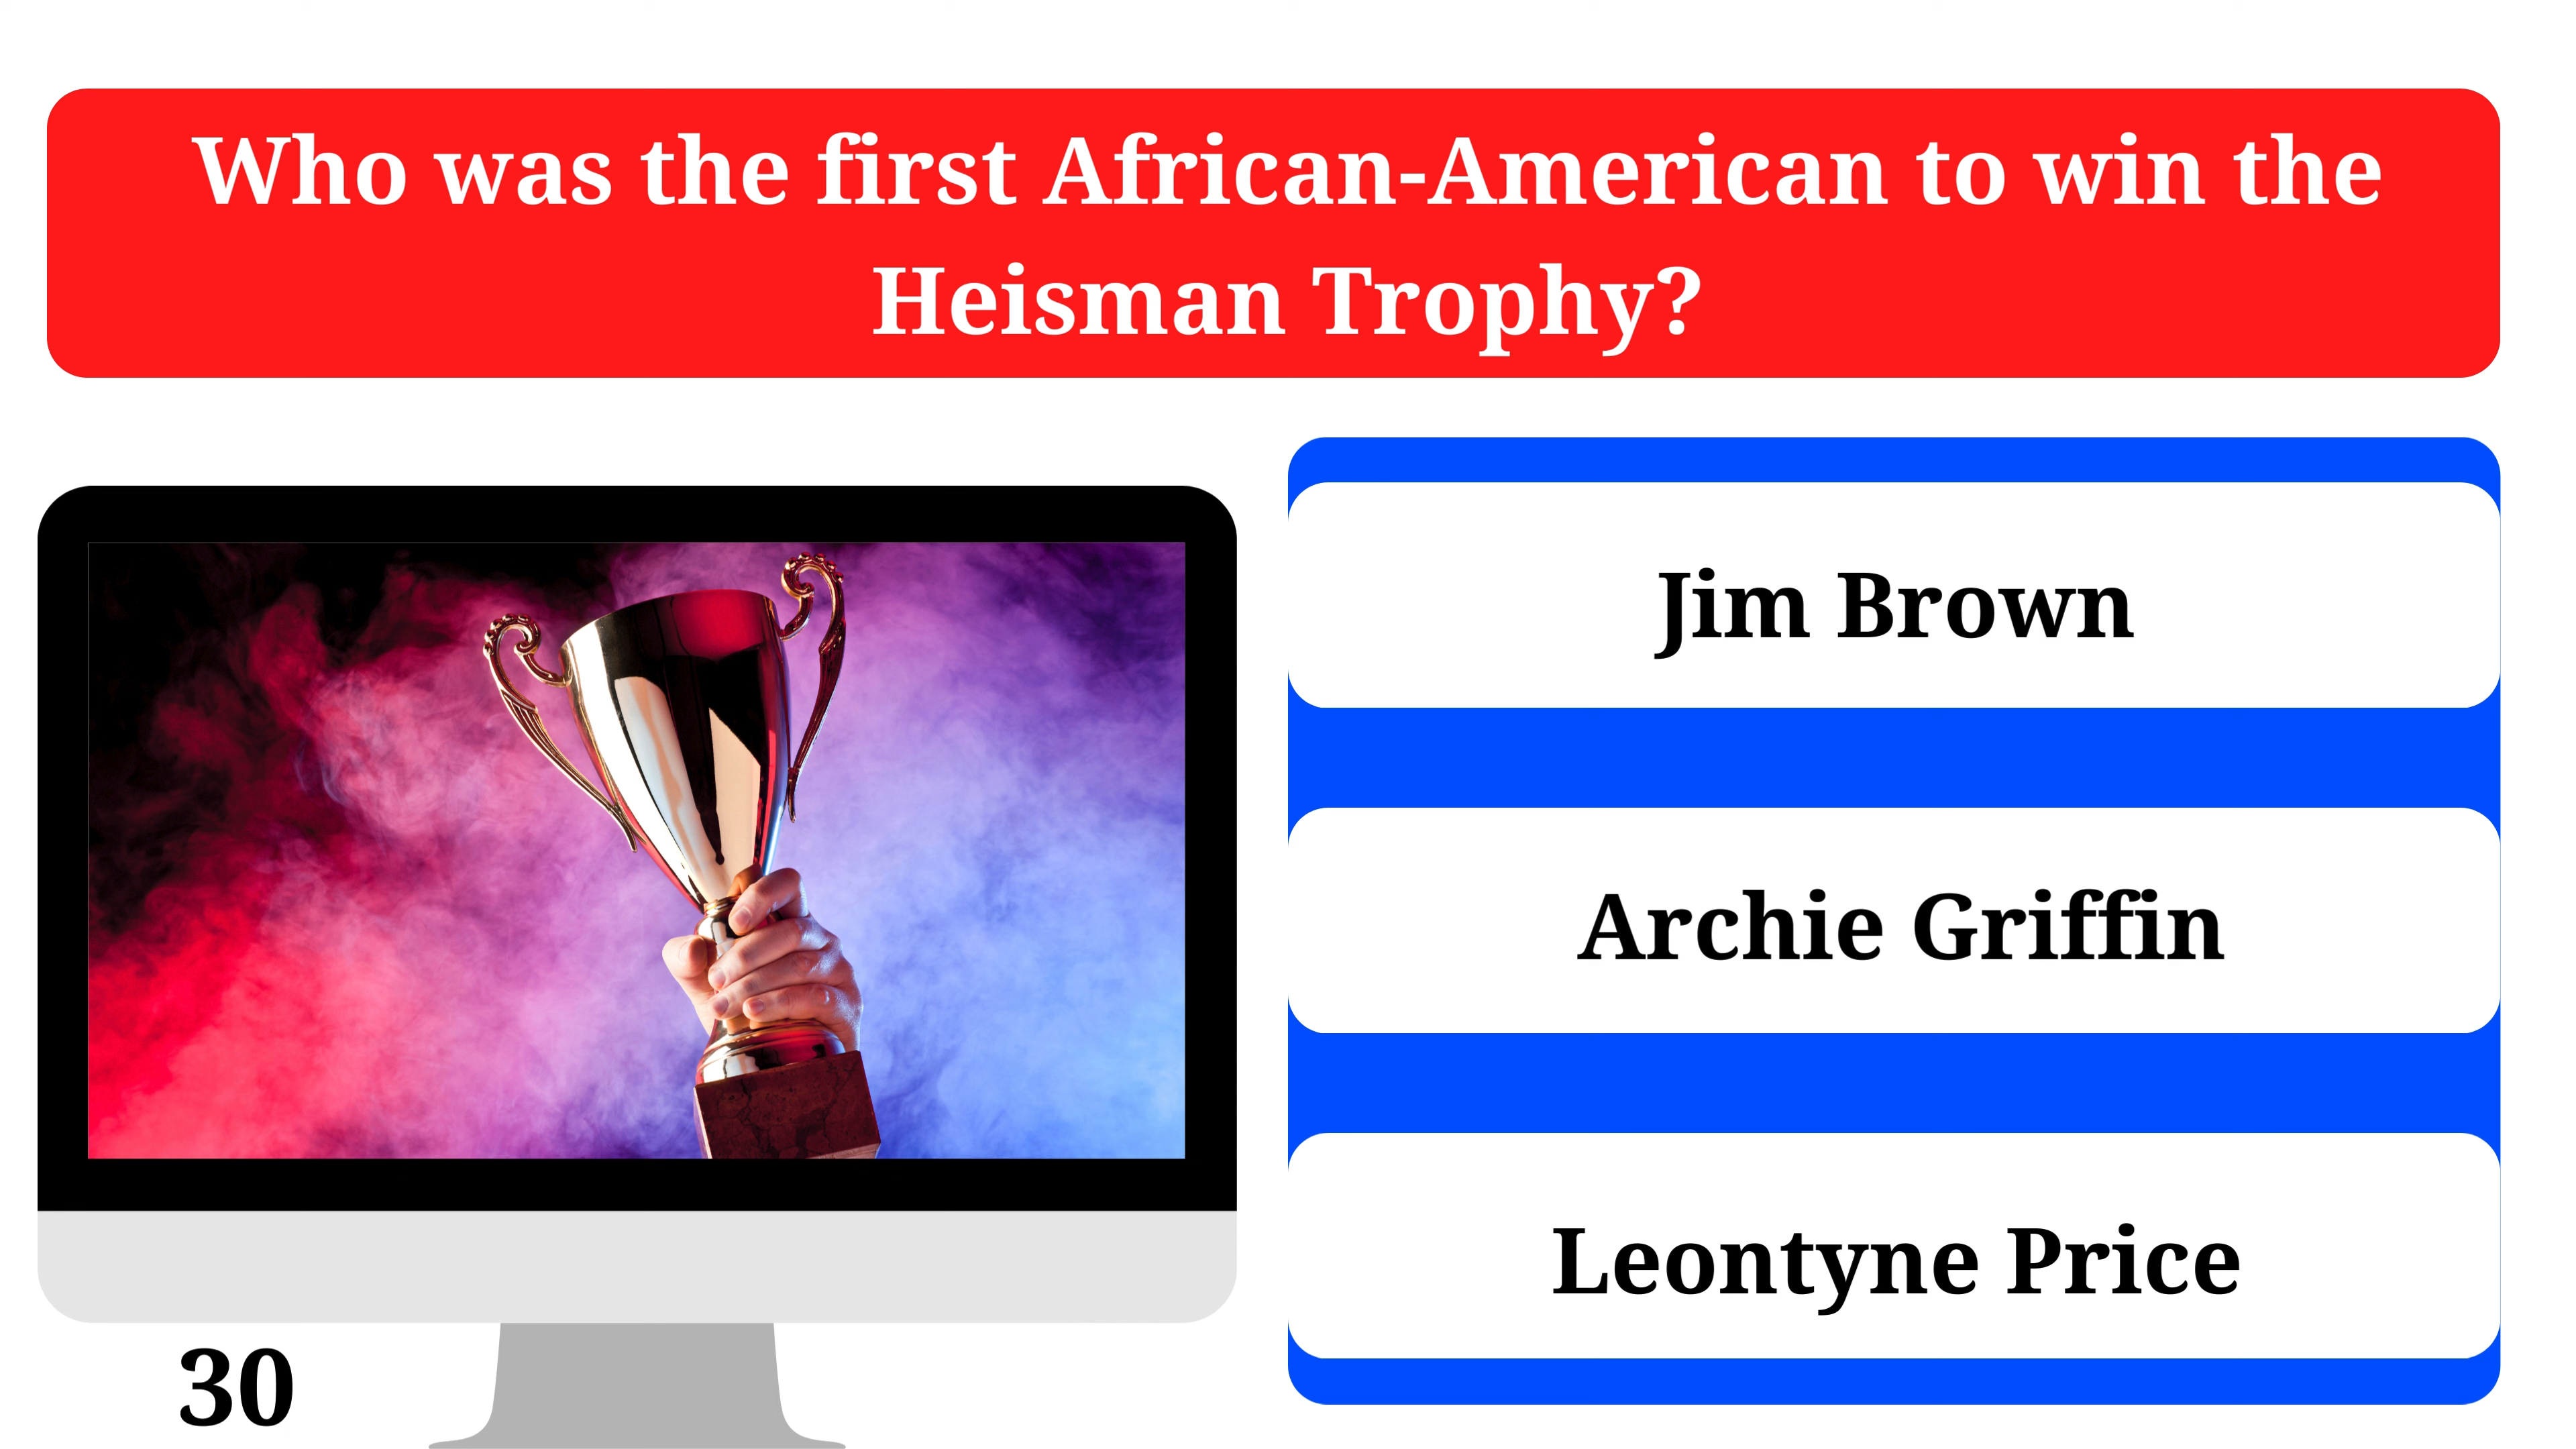 Who was the first African-American to win the
Heisman Trophy?
Jim Brown
Archie Griffin
Leontyne Price
30